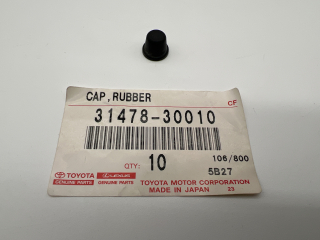 CAP, RUBBER
CF
31478-30010
QTY: 10
106/800
5B27
TOYOTA LEXUS
GENUINE PARTS GENUINE PARTS
TOYOTA MOTOR CORPORATION
MADE IN JAPAN 23